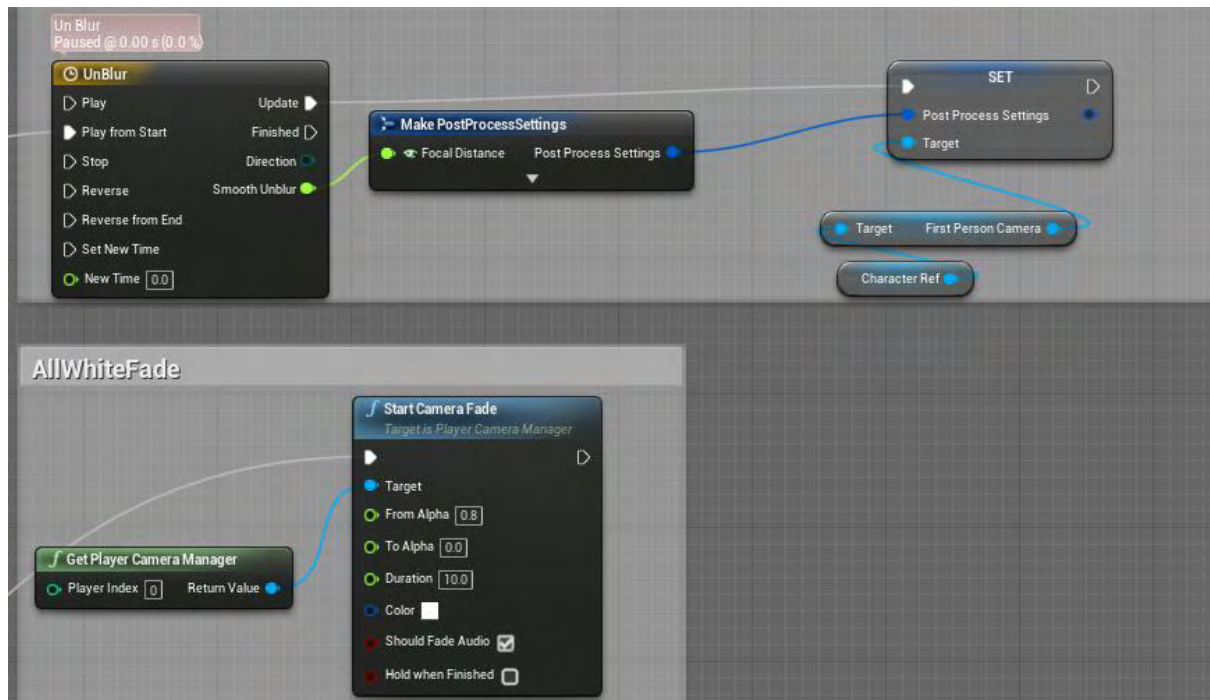 Un Blur
Paused @ 0.00 s (0.0 %)
UnBlur
Play
Update
Play from Start
Finished
Stop
Direction
Reverse
Smooth Unblur
Reverse from End
Set New Time
New Time 0.0
Make PostProcessSettings
Focal Distance
Post Process Settings
SET
Post Process Settings
Target
Target
First Person Camera
Character Ref
AllWhiteFade
Start Camera Fade
Target is Player Camera Manager
Target
From Alpha 0.8
To Alpha 0.0
Duration 10.0
Color
Should Fade Audio
Hold when Finished
Get Player Camera Manager
Player Index 0
Return Value